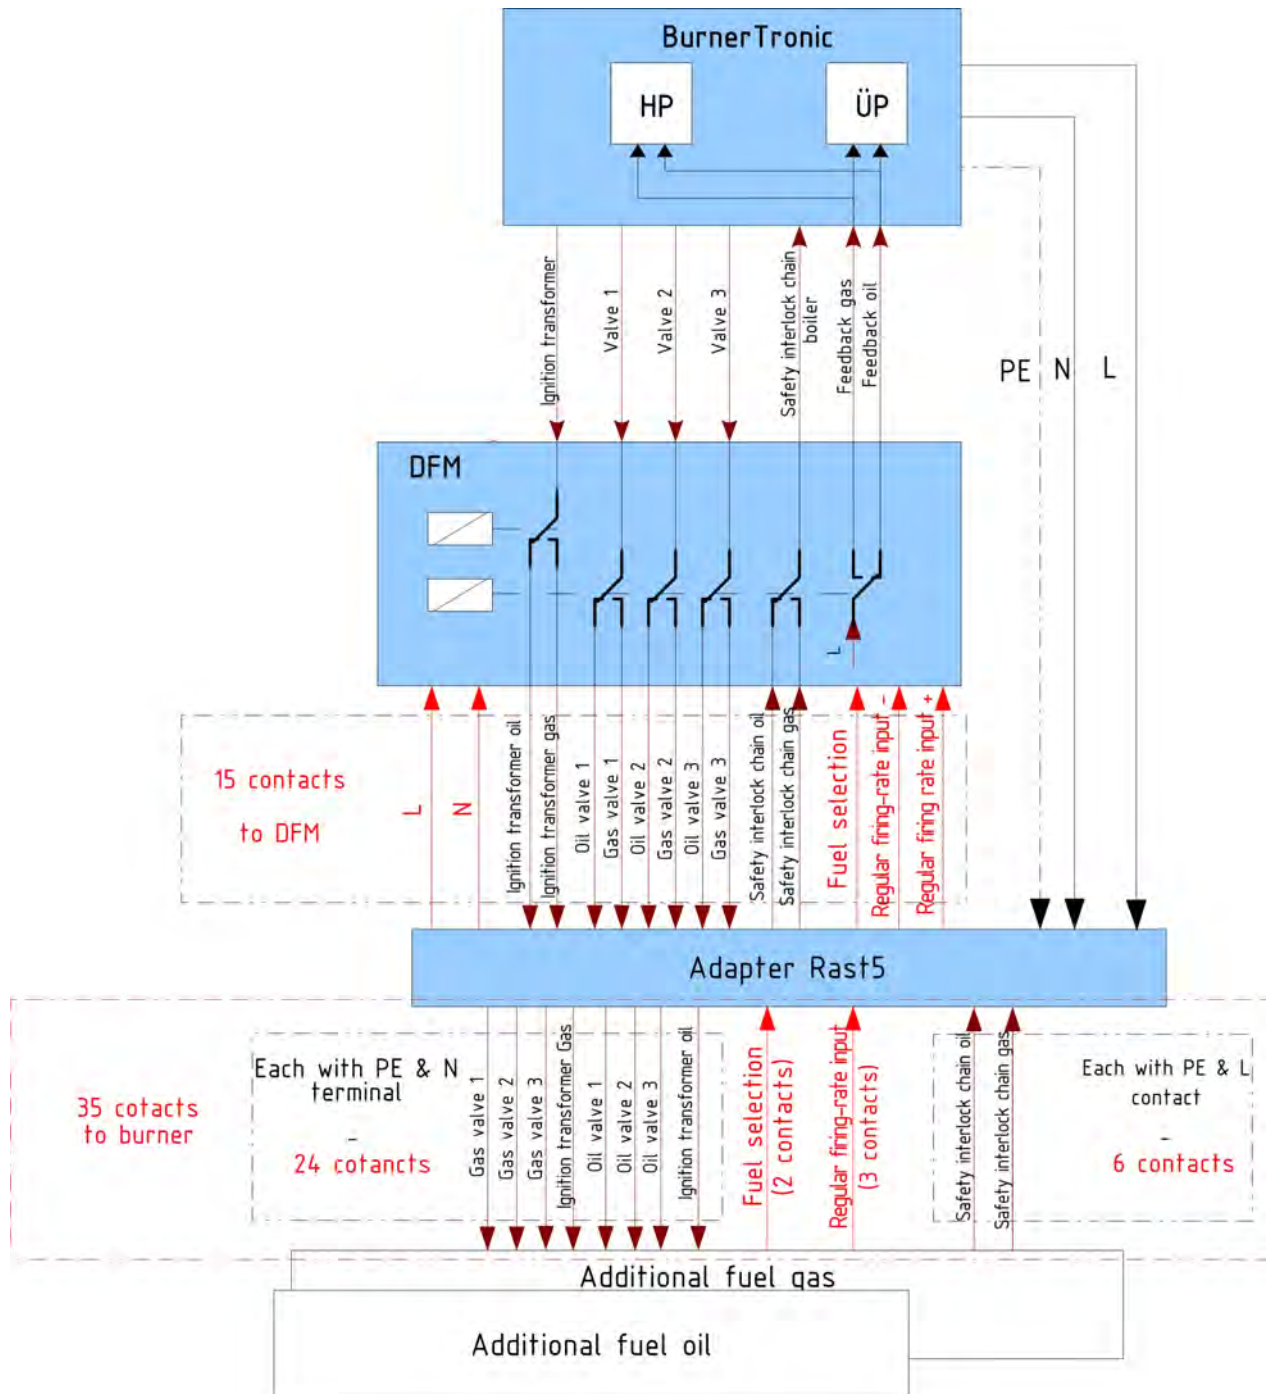 BurnerTronic
HP
ÜP
Ignition transformer
Valve 1
Valve 2
Valve 3
Safety interlock chain
boiler
Feedback gas
Feedback oil
PE
N
L
DFM
L
15 contacts
to DFM
L
N
Ignition transformer oil
Ignition transformer gas
Oil valve 1
Gas valve 1
Oil valve 2
Gas valve 2
Oil valve 3
Gas valve 3
Safety interlock chain oil
Safety interlock chain gas
Fuel selection
Regular firing-rate input -
Regular firing rate input +
Adapter Rast5
35 cotacts
to burner
Each with PE & N
terminal
-
24 cotancts
Gas valve 1
Gas valve 2
Gas valve 3
Ignition transformer Gas
Oil valve 1
Oil valve 2
Oil valve 3
Ignition transformer oil
Fuel selection
(2 contacts)
Regular firing-rate input
(3 contacts)
Safety interlock chain oil
Safety interlock chain gas
Each with PE & L
contact
-
6 contacts
Additional fuel gas
Additional fuel oil